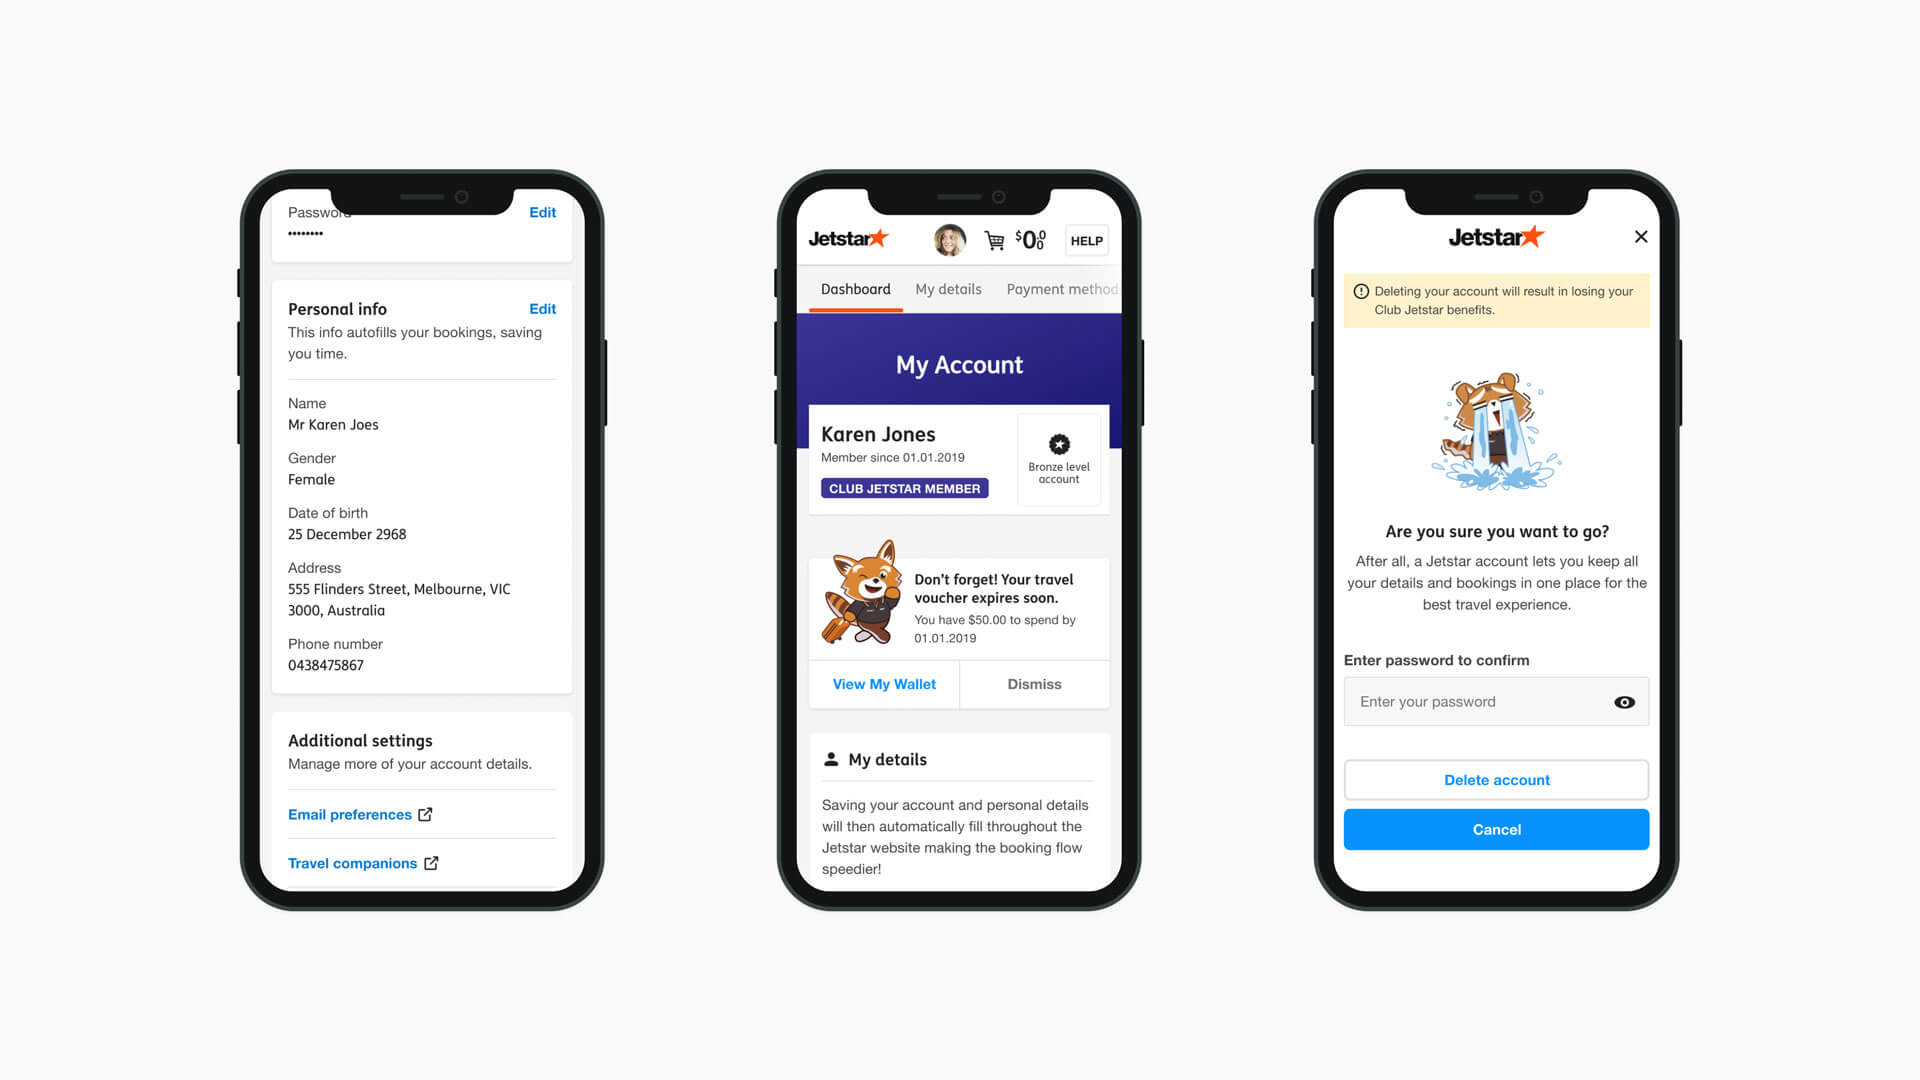 Password
••••••••
Edit
Personal info
Edit
This info autofills your bookings, saving
you time.
Name
Mr Karen Joes
Gender
Female
Date of birth
25 December 2968
Address
555 Flinders Street, Melbourne, VIC
3000, Australia
Phone number
0438475867
Additional settings
Manage more of your account details.
Email preferences
Travel companions
Jetstar
$0.00
HELP
Dashboard
My details
Payment method
My Account
Karen Jones
Member since 01.01.2019
CLUB JETSTAR MEMBER
Bronze level
account
Don't forget! Your travel
voucher expires soon.
You have $50.00 to spend by
01.01.2019
View My Wallet
Dismiss
My details
Saving your account and personal details
will then automatically fill throughout the
Jetstar website making the booking flow
speedier!
Jetstar
Deleting your account will result in losing your
Club Jetstar benefits.
Are you sure you want to go?
After all, a Jetstar account lets you keep all
your details and bookings in one place for the
best travel experience.
Enter password to confirm
Enter your password
Delete account
Cancel